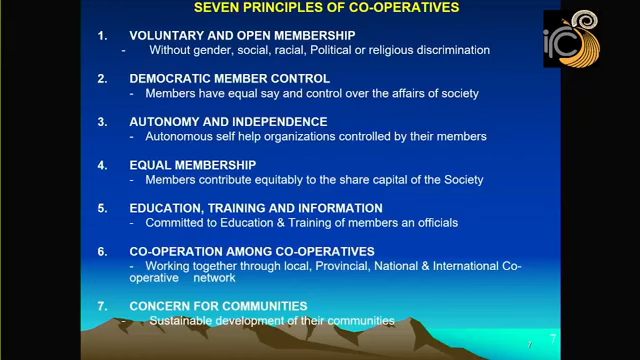 SEVEN PRINCIPLES OF CO-OPERATIVES
1. VOLUNTARY AND OPEN MEMBERSHIP
- Without gender, social, racial, Political or religious discrimination
2. DEMOCRATIC MEMBER CONTROL
- Members have equal say and control over the affairs of society
3. AUTONOMY AND INDEPENDENCE
- Autonomous self help organizations controlled by their members
4. EQUAL MEMBERSHIP
- Members contribute equitably to the share capital of the Society
5. EDUCATION, TRAINING AND INFORMATION
- Committed to Education & Training of members an officials
6. CO-OPERATION AMONG CO-OPERATIVES
- Working together through local, Provincial, National & International Co-
operative network
7. CONCERN FOR COMMUNITIES
- Sustainable development of their communities
7
7